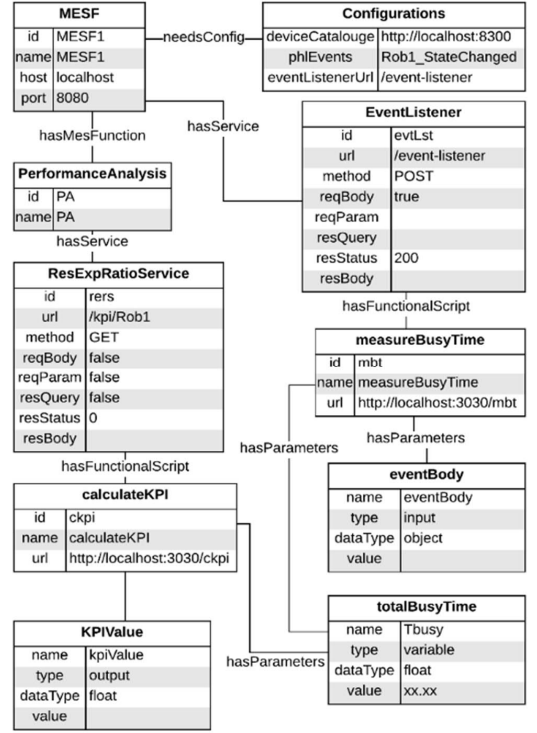 MESF
id MESF1
name MESF1
host localhost
port 8080
needsConfig
Configurations
deviceCatalouge http://localhost:8300
phlEvents Rob1_StateChanged
eventListenerUrl /event-listener
hasMesFunction
hasService
EventListener
id evtLst
url /event-listener
method POST
reqBody true
reqParam
resQuery
resStatus 200
resBody
PerformanceAnalysis
id PA
name PA
hasService
ResExpRatioService
id rers
url /kpi/Rob1
method GET
reqBody false
reqParam false
resQuery false
resStatus 0
resBody
hasFunctionalScript
measureBusyTime
id mbt
name measureBusyTime
url http://localhost:3030/mbt
hasParameters
hasParameters
eventBody
name eventBody
type input
dataType object
value
hasFunctionalScript
calculateKPI
id ckpi
name calculateKPI
url http://localhost:3030/ckpi
totalBusyTime
name Tbusy
type variable
dataType float
value xx.xx
hasParameters
KPIValue
name kpiValue
type output
dataType float
value